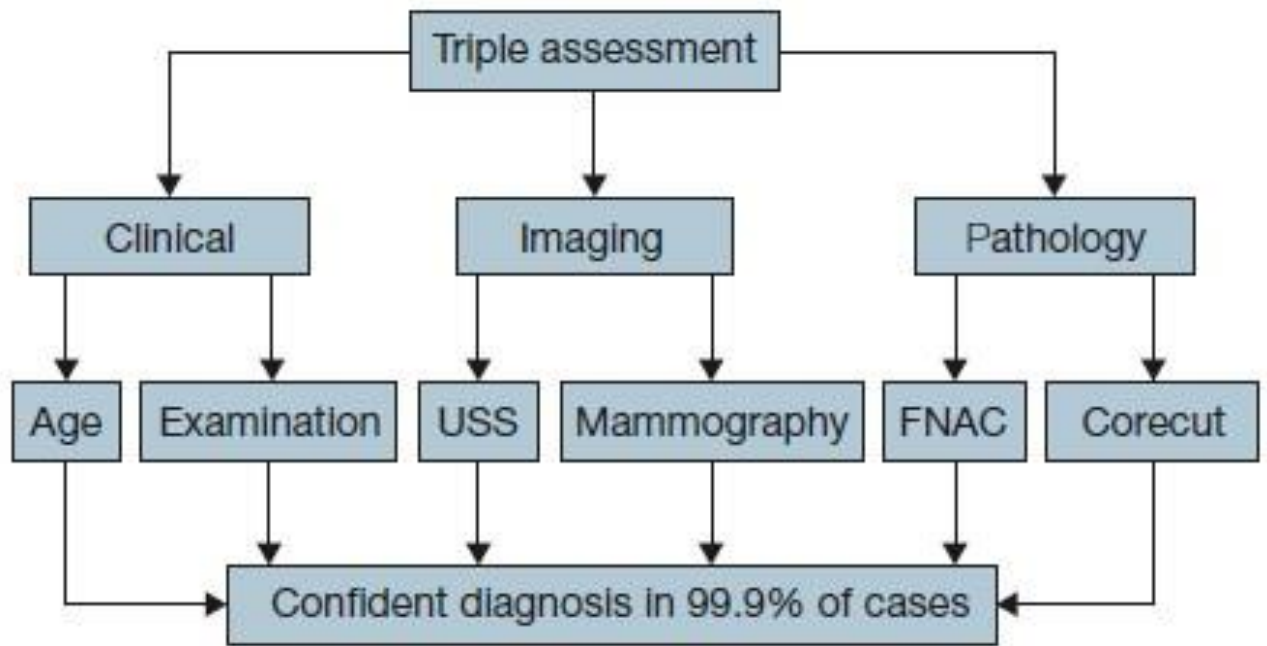 Triple assessment
Clinical
Imaging
Pathology
Age
Examination
USS
Mammography
FNAC
Corecut
Confident diagnosis in 99.9% of cases